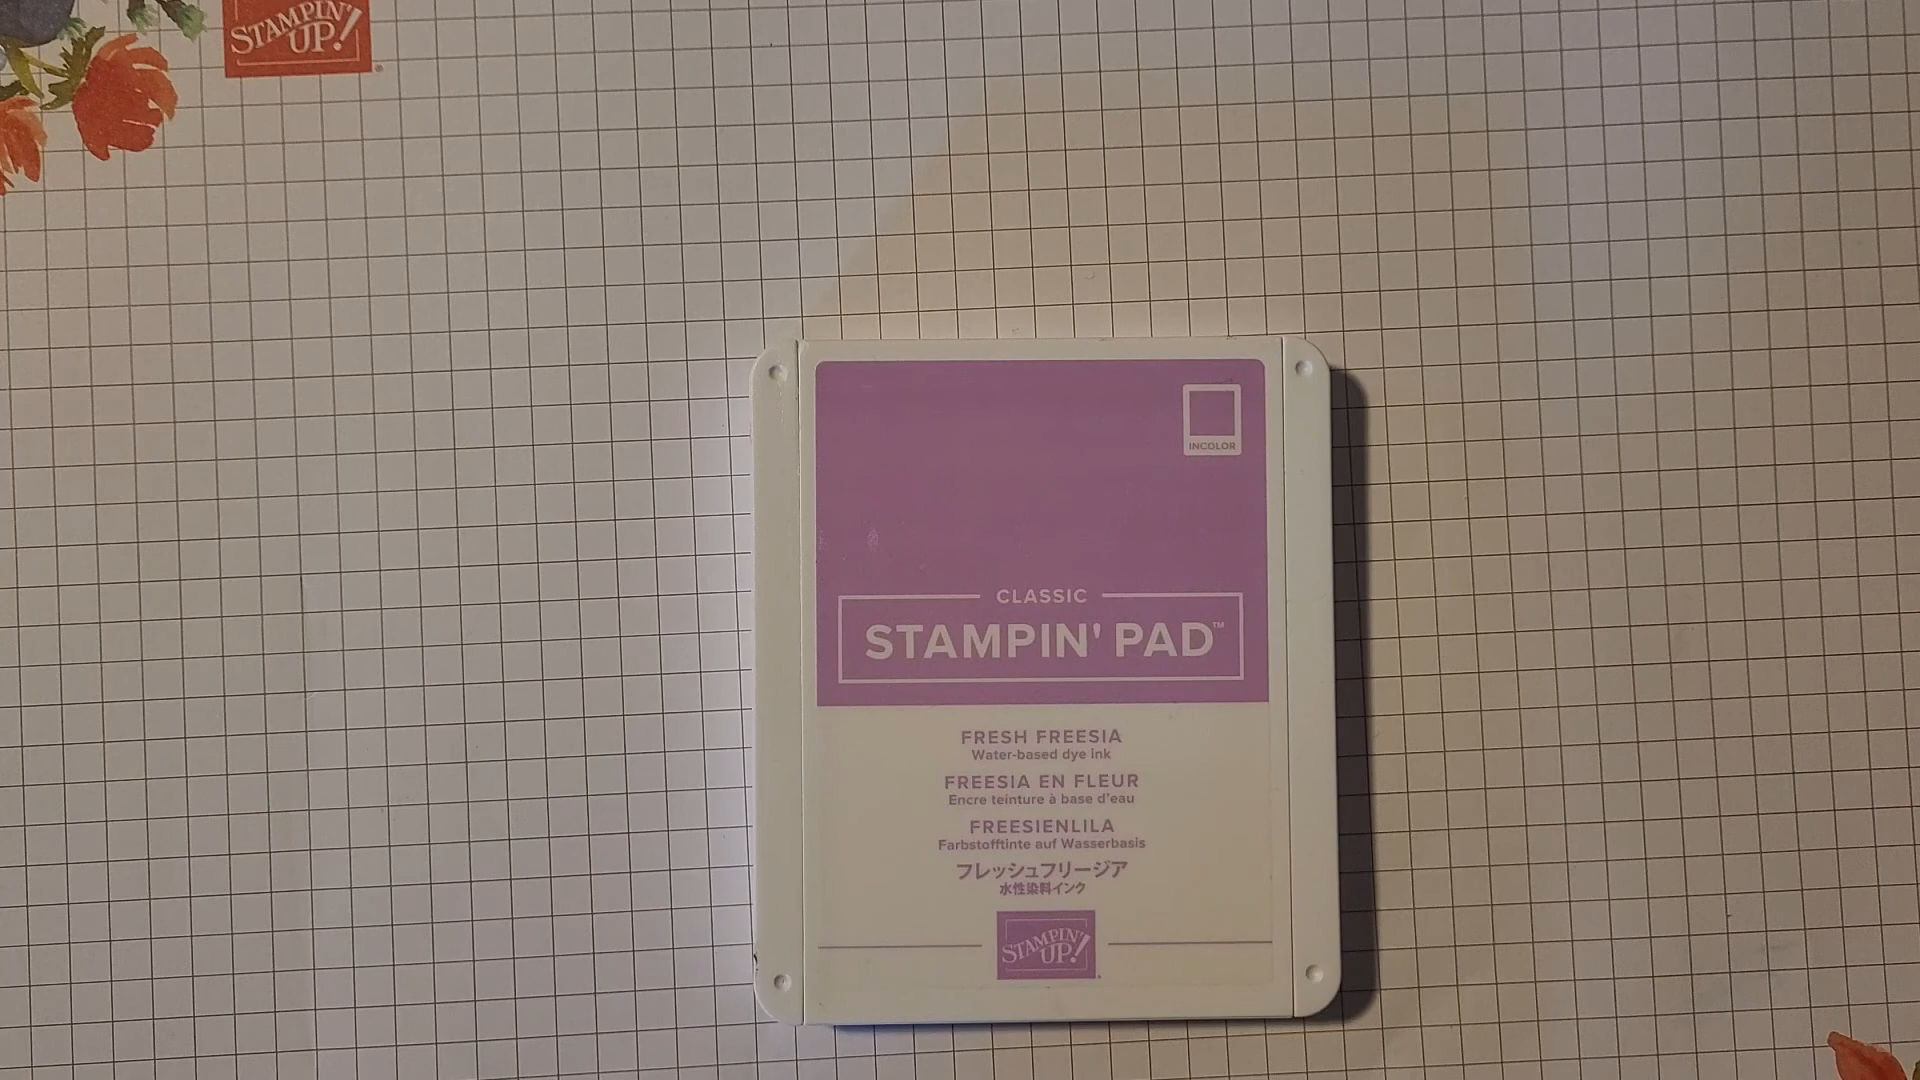 STAMPIN'
UP!
INCOLOR
CLASSIC
STAMPIN' PAD™
FRESH FREESIA
Water-based dye ink
FREESIA EN FLEUR
Encre teinture à base d'eau
FREESIENLILA
Farbstofftinte auf Wasserbasis
フレッシュフリージア
水性染料インク
STAMPIN'
UP!